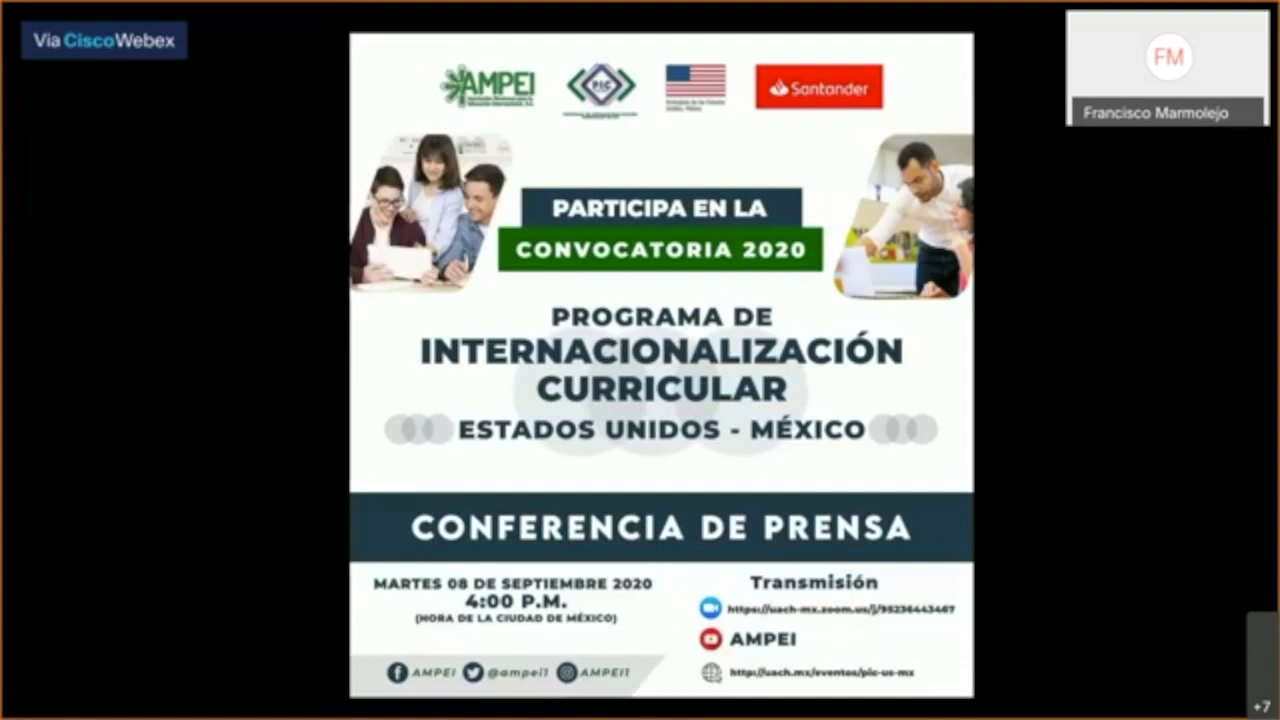 Via CiscoWebex
FM
Francisco Marmolejo
AMPEI
PIC
Santander
PARTICIPA EN LA
CONVOCATORIA 2020
PROGRAMA DE
INTERNACIONALIZACIÓN
CURRICULAR
ESTADOS UNIDOS - MÉXICO
CONFERENCIA DE PRENSA
MARTES 08 DE SEPTIEMBRE 2020
4:00 P.M.
(HORA DE LA CIUDAD DE MÉXICO)
AMPEI @ampei1 AMPEI1
Transmisión
https://uach-mx.zoom.us/j/95236443467
AMPEI
http://uach.mx/eventos/pic-us-mx
+7